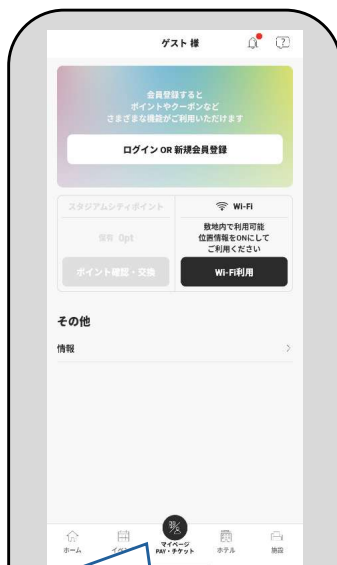 ゲスト 様
会員登録すると
ポイントやクーポンなど
さまざまな機能がご利用いただけます
ログイン OR 新規会員登録
スタジアムシティポイント
保有 0pt
ポイント確認・交換
Wi-Fi
敷地内で利用可能
位置情報をONにして
ご利用ください
Wi-Fi利用
その他
情報
ホーム
マイページ
PAY・チケット
ホテル
施設